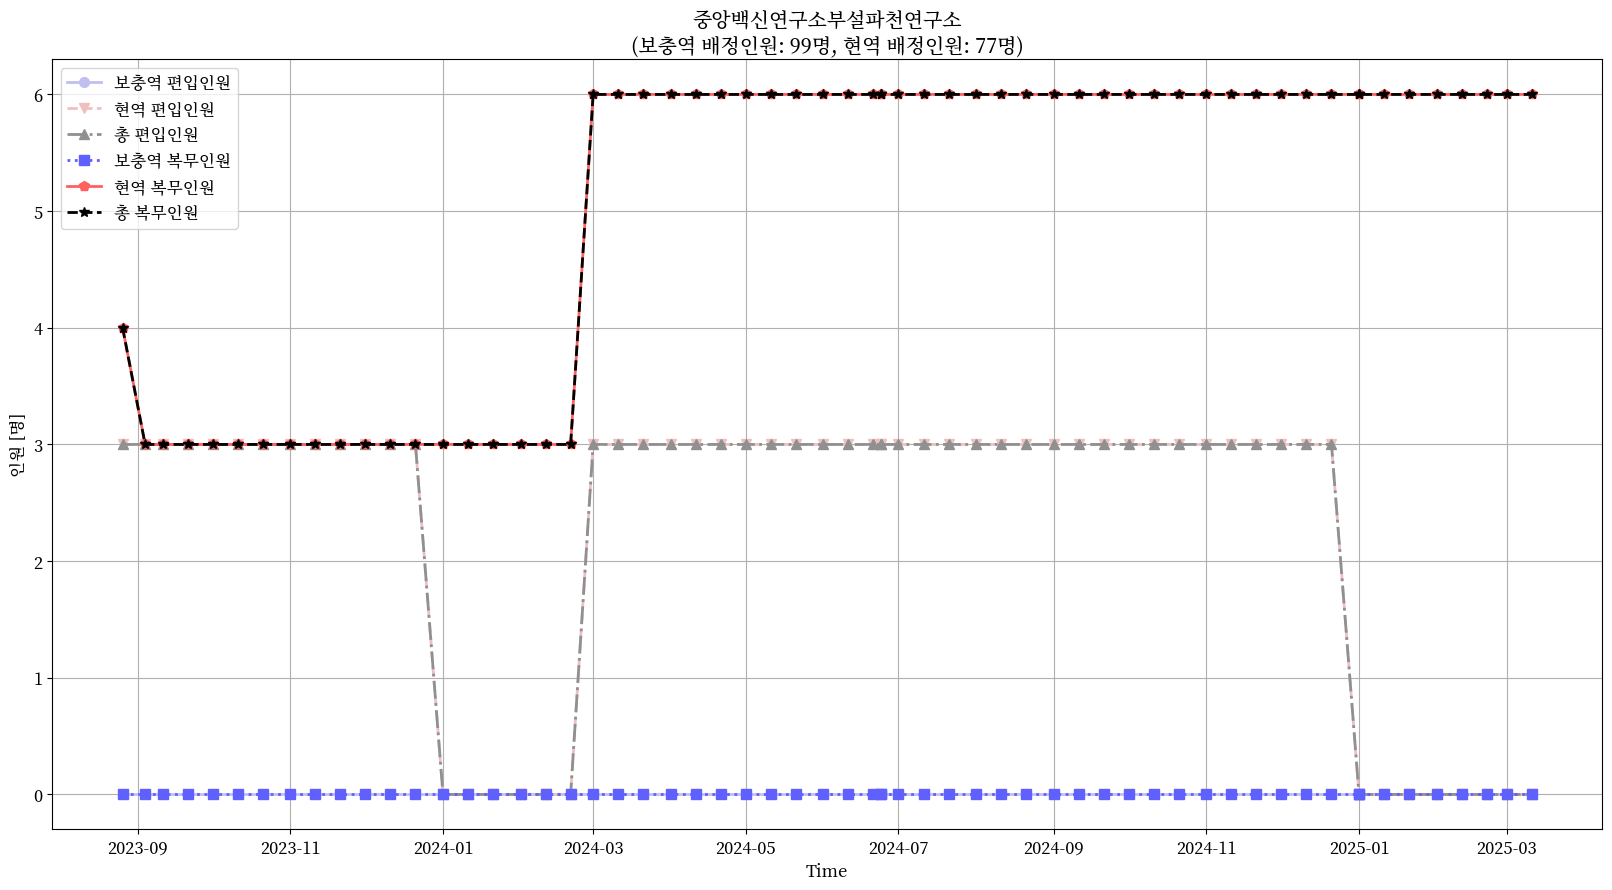 중앙백신연구소부설파천연구소
(보충역 배정인원: 99명, 현역 배정인원: 77명)
보충역 편입인원
현역 편입인원
총 편입인원
보충역 복무인원
현역 복무인원
총 복무인원
인원 [명]
6
5
4
3
2
1
0
2023-09
2023-11
2024-01
2024-03
2024-05
2024-07
2024-09
2024-11
2025-01
2025-03
Time